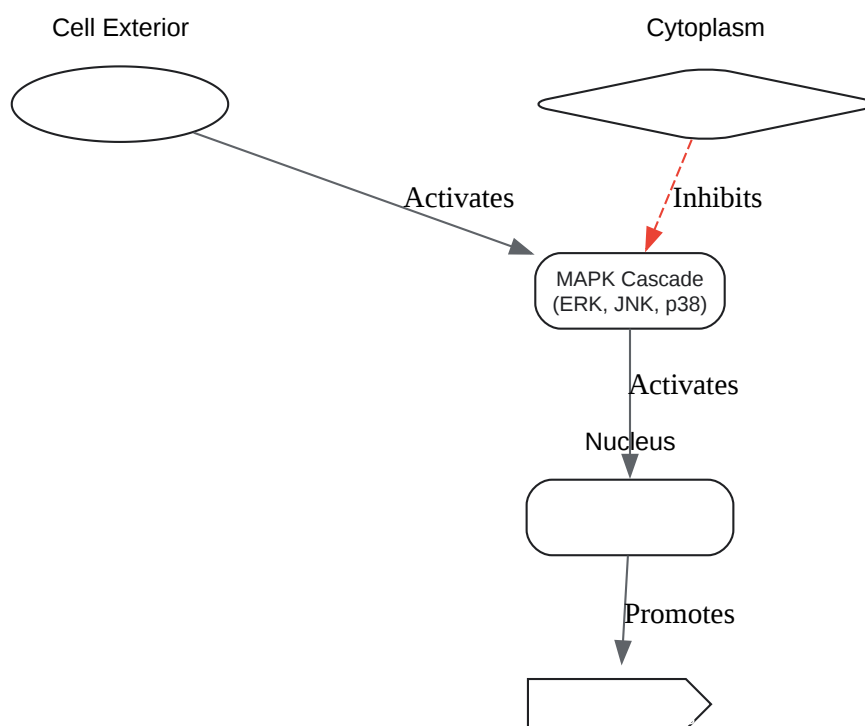 Cell Exterior
Cytoplasm
Activates
Inhibits
MAPK Cascade
(ERK, JNK, p38)
Activates
Nucleus
Promotes